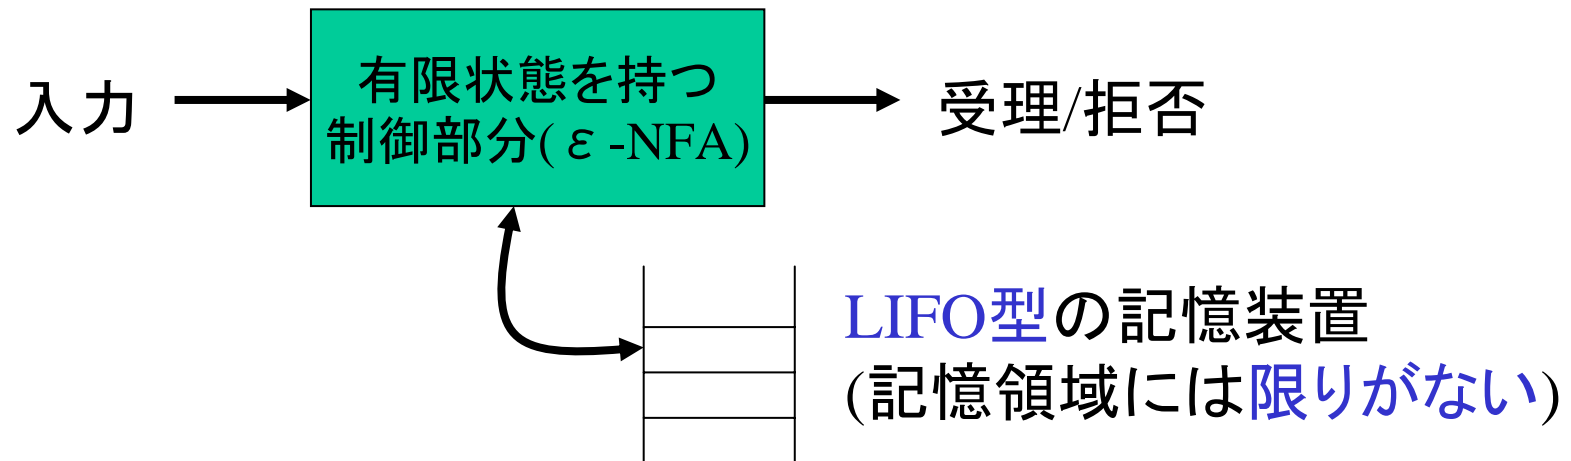 入力
有限状態を持つ
制御部分(ε-NFA)
受理/拒否
LIFO型の記憶装置
(記憶領域には限りがない)